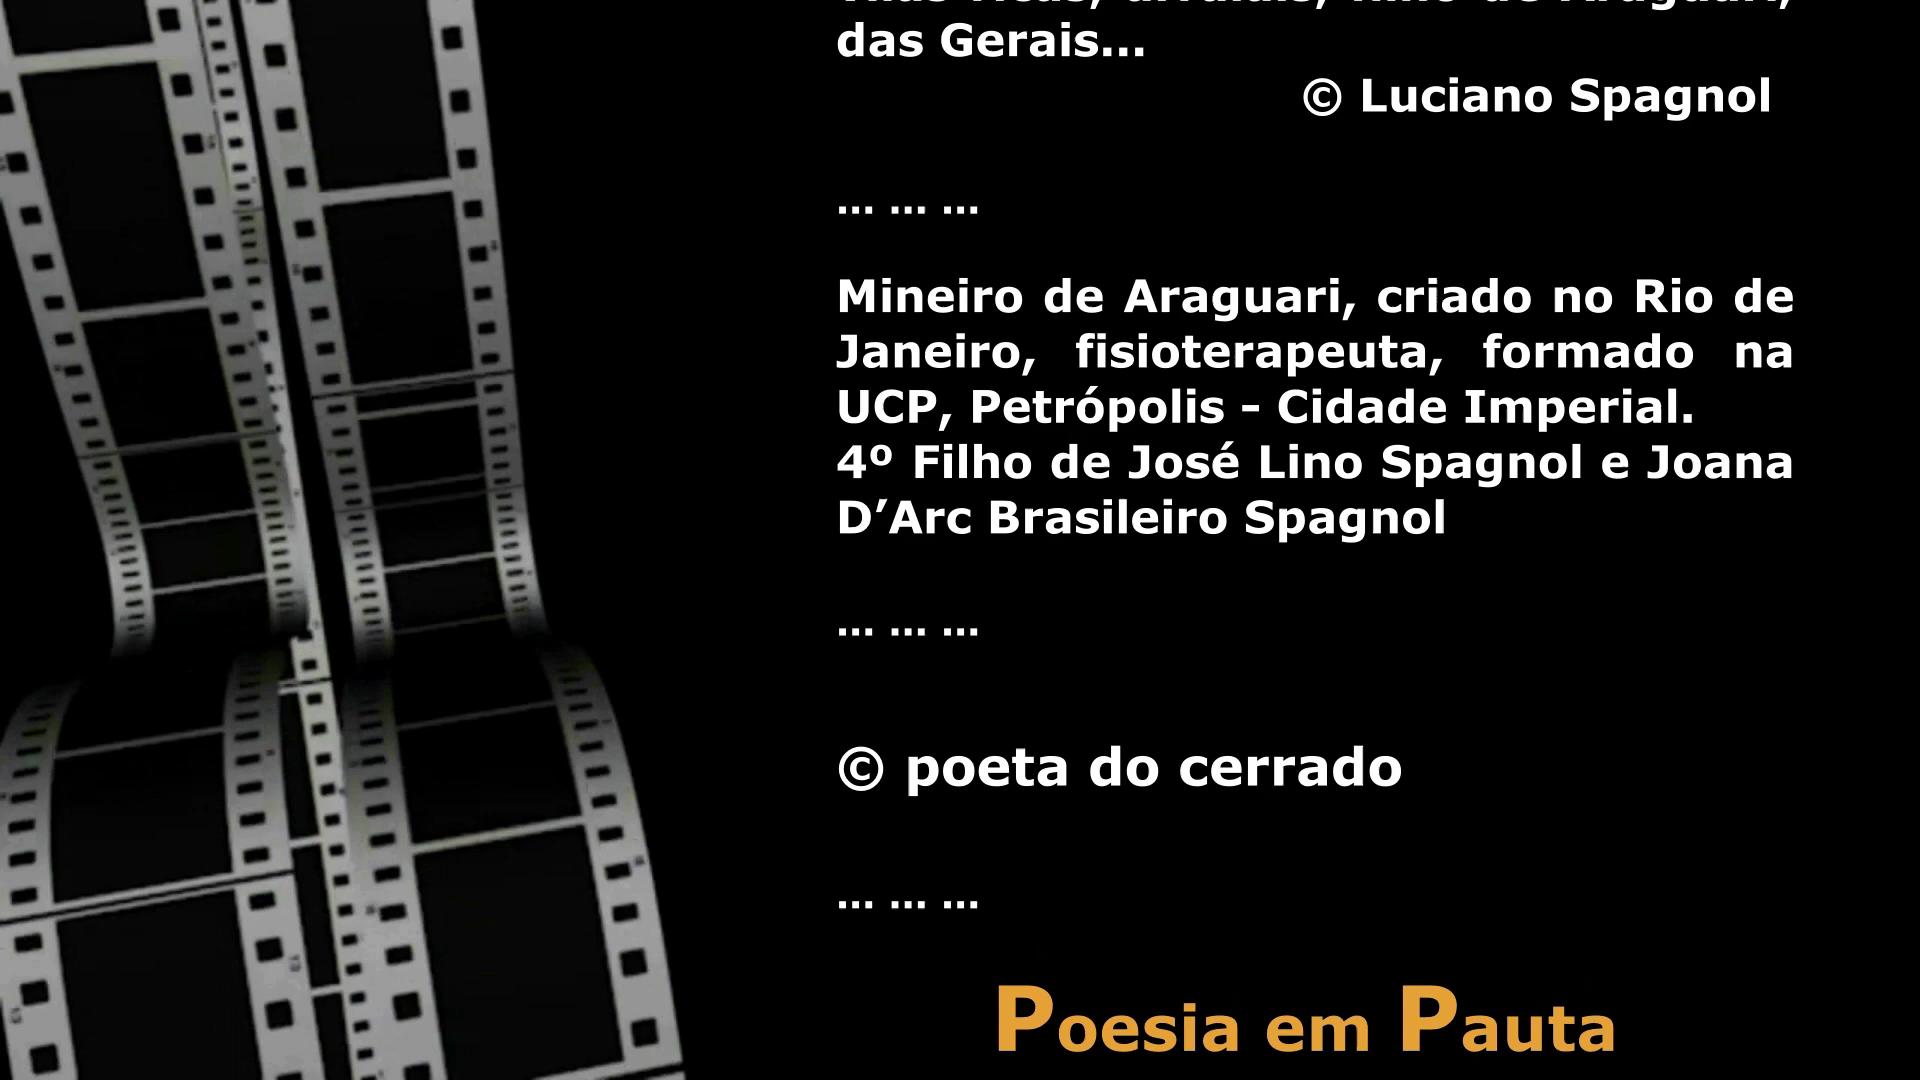 das Gerais...
© Luciano Spagnol
... ... ...
Mineiro de Araguari, criado no Rio de
Janeiro, fisioterapeuta, formado na
UCP, Petrópolis - Cidade Imperial.
4º Filho de José Lino Spagnol e Joana
D’Arc Brasileiro Spagnol
... ... ...
© poeta do cerrado
... ... ...
Poesia em Pauta